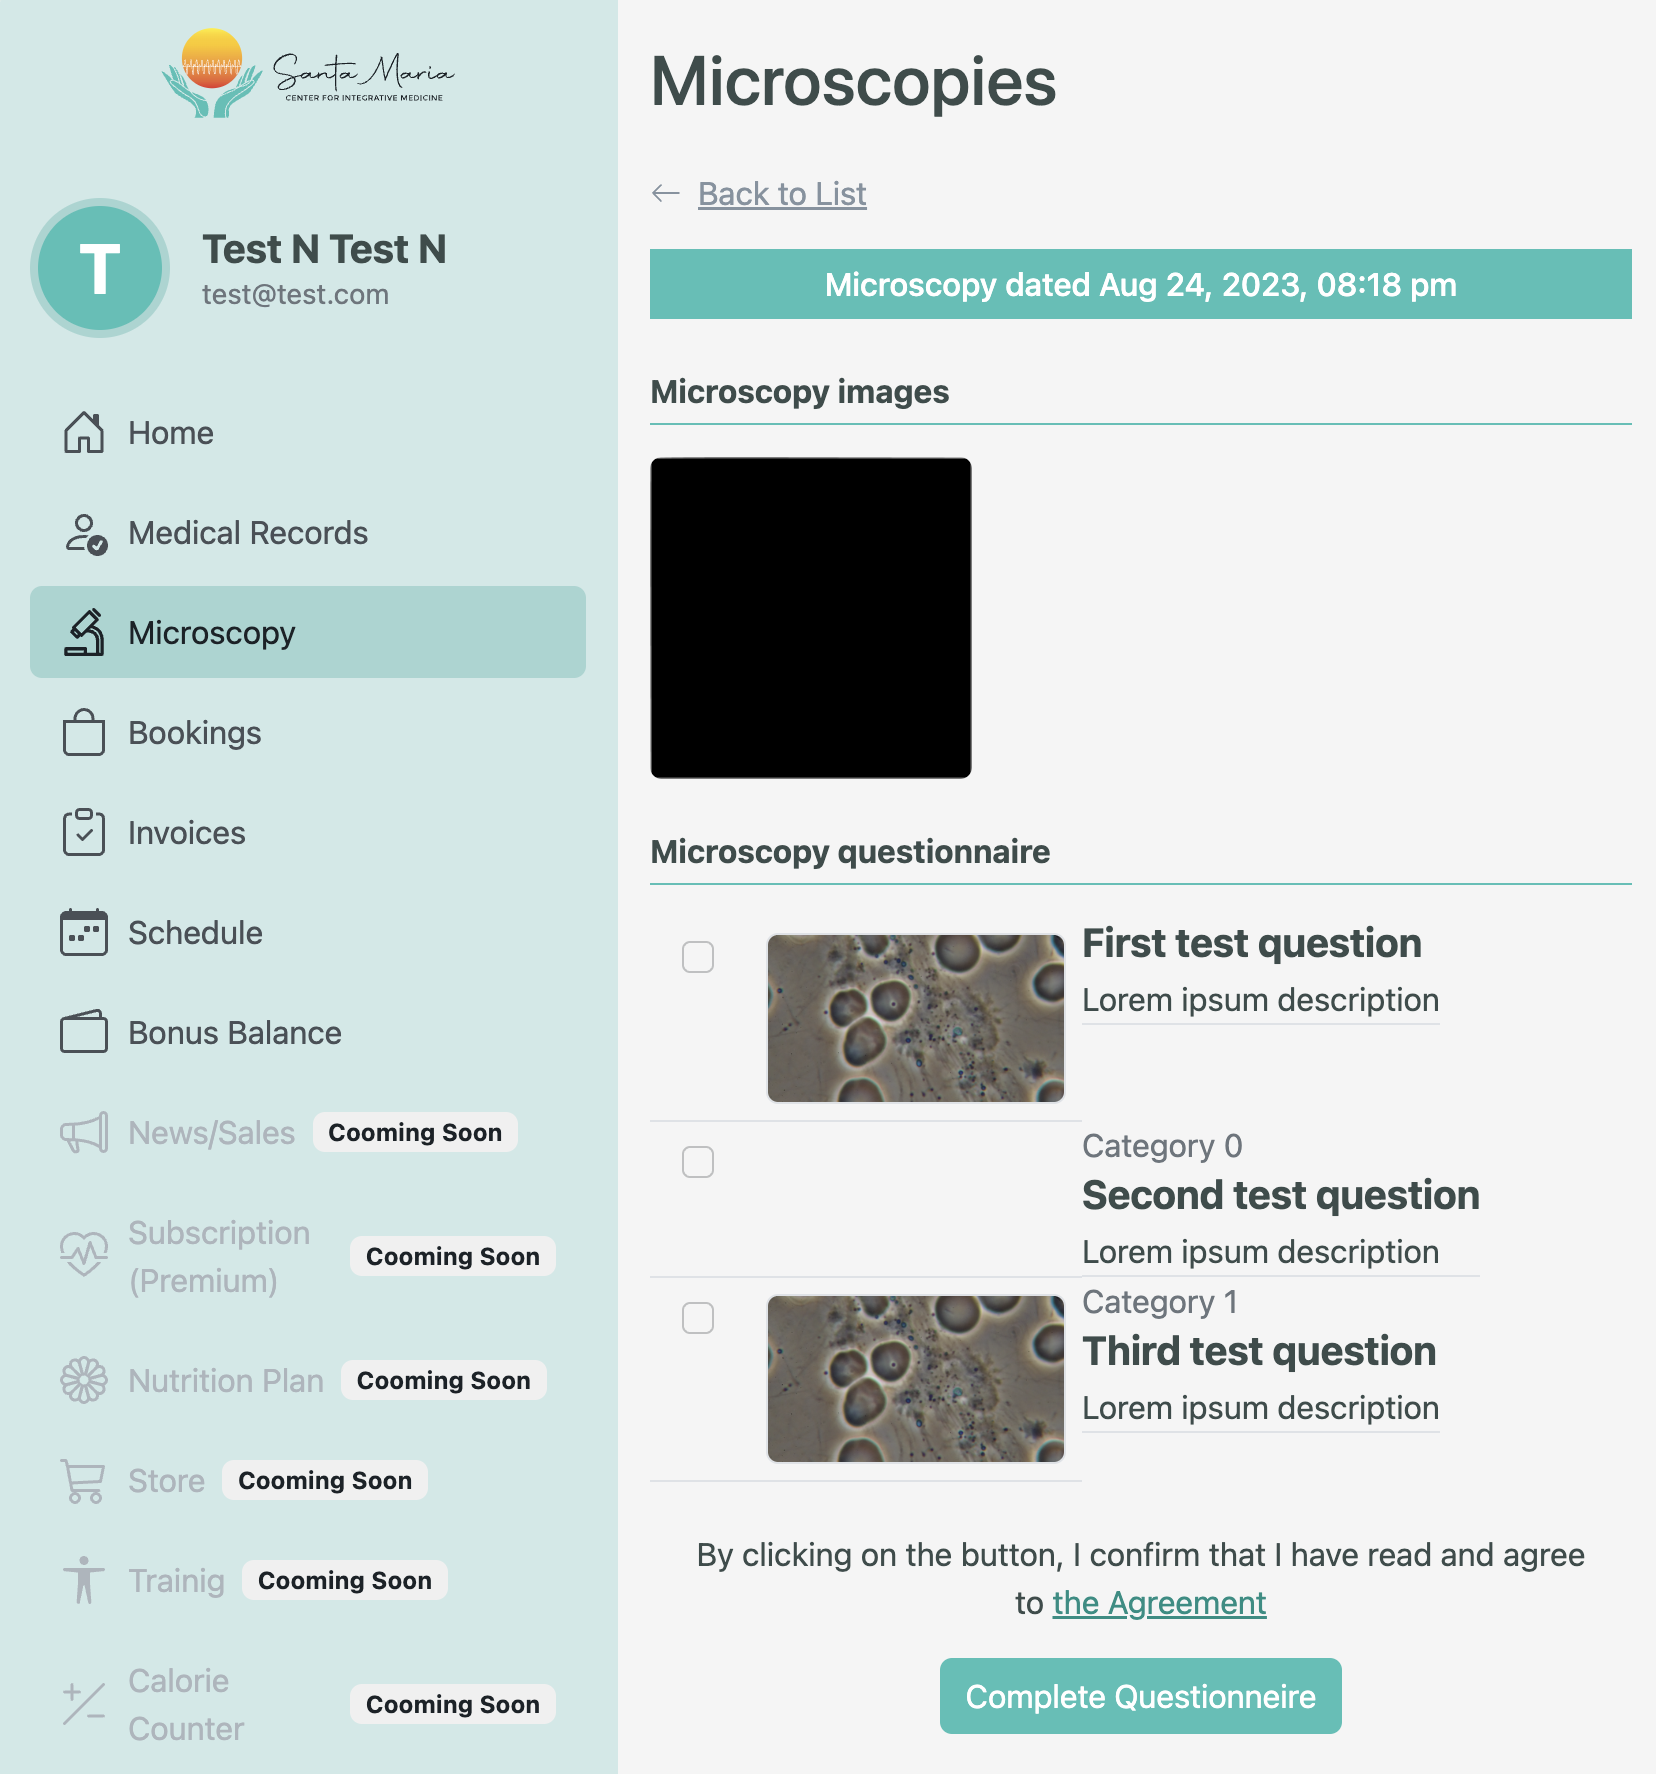 Santa Maria
CENTER FOR INTEGRATIVE MEDICINE
T
Test N Test N
test@test.com
Home
Medical Records
Microscopy
Bookings
Invoices
Schedule
Bonus Balance
News/Sales Cooming Soon
Subscription
(Premium)
Cooming Soon
Nutrition Plan Cooming Soon
Store Cooming Soon
Trainig Cooming Soon
Calorie
Counter
Cooming Soon
Microscopies
← Back to List
Microscopy dated Aug 24, 2023, 08:18 pm
Microscopy images
Microscopy questionnaire
First test question
Lorem ipsum description
Category 0
Second test question
Lorem ipsum description
Category 1
Third test question
Lorem ipsum description
By clicking on the button, I confirm that I have read and agree
to the Agreement
Complete Questionneire